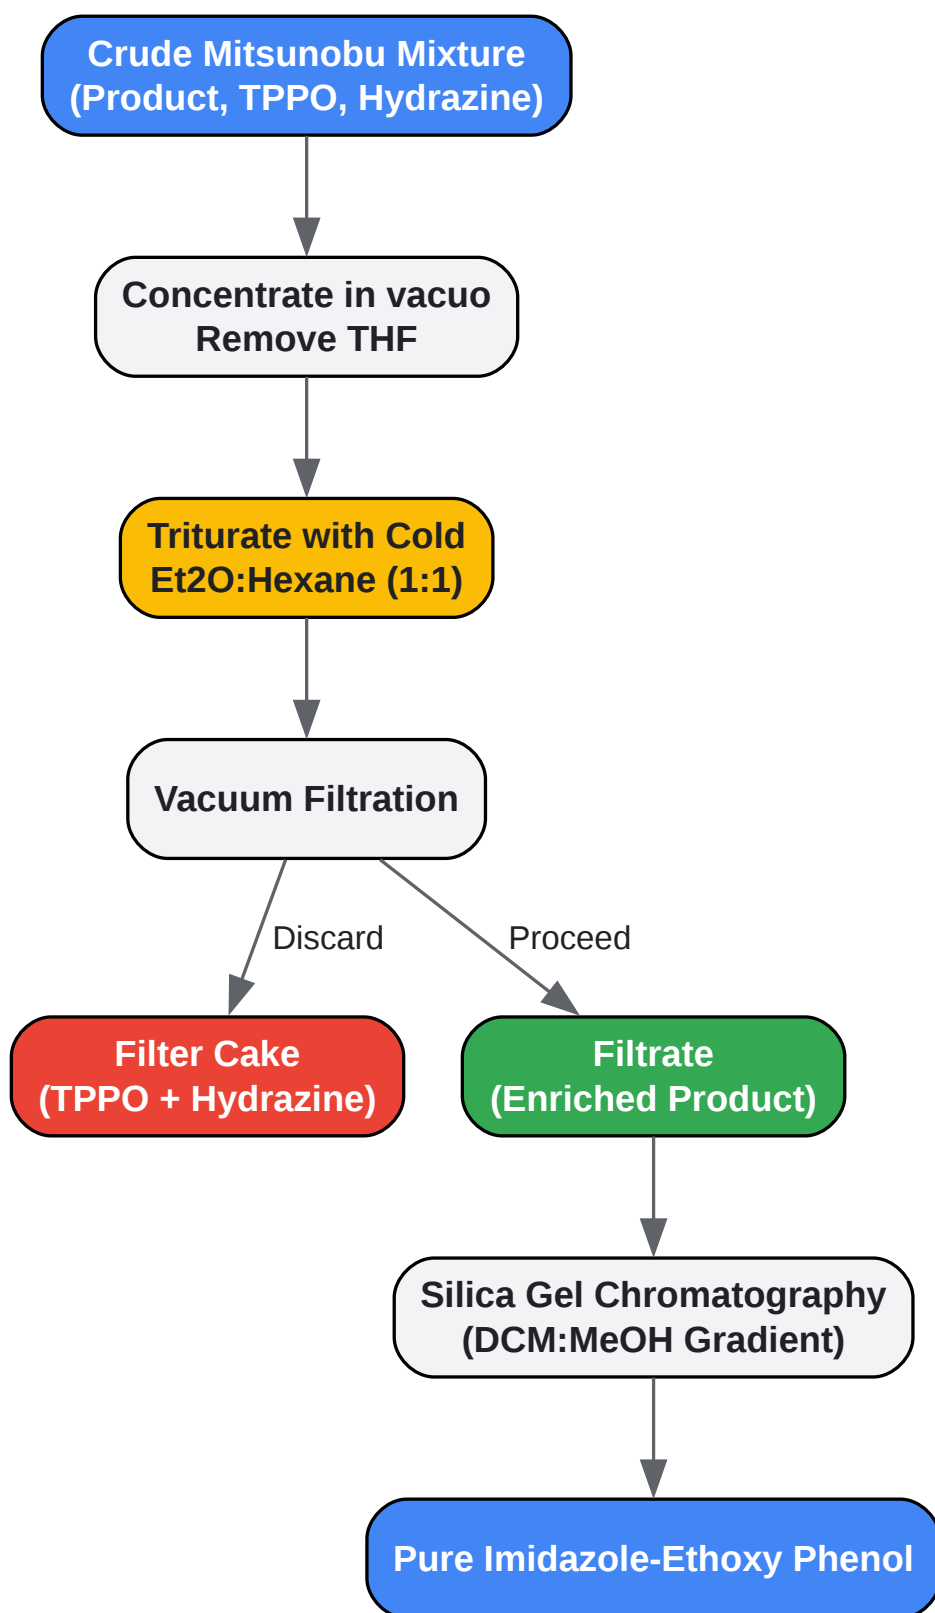 Crude Mitsunobu Mixture
(Product, TPPO, Hydrazine)
Concentrate in vacuo
Remove THF
Triturate with Cold
Et2O:Hexane (1:1)
Vacuum Filtration
Discard
Proceed
Filter Cake
(TPPO + Hydrazine)
Filtrate
(Enriched Product)
Silica Gel Chromatography
(DCM:MeOH Gradient)
Pure Imidazole-Ethoxy Phenol